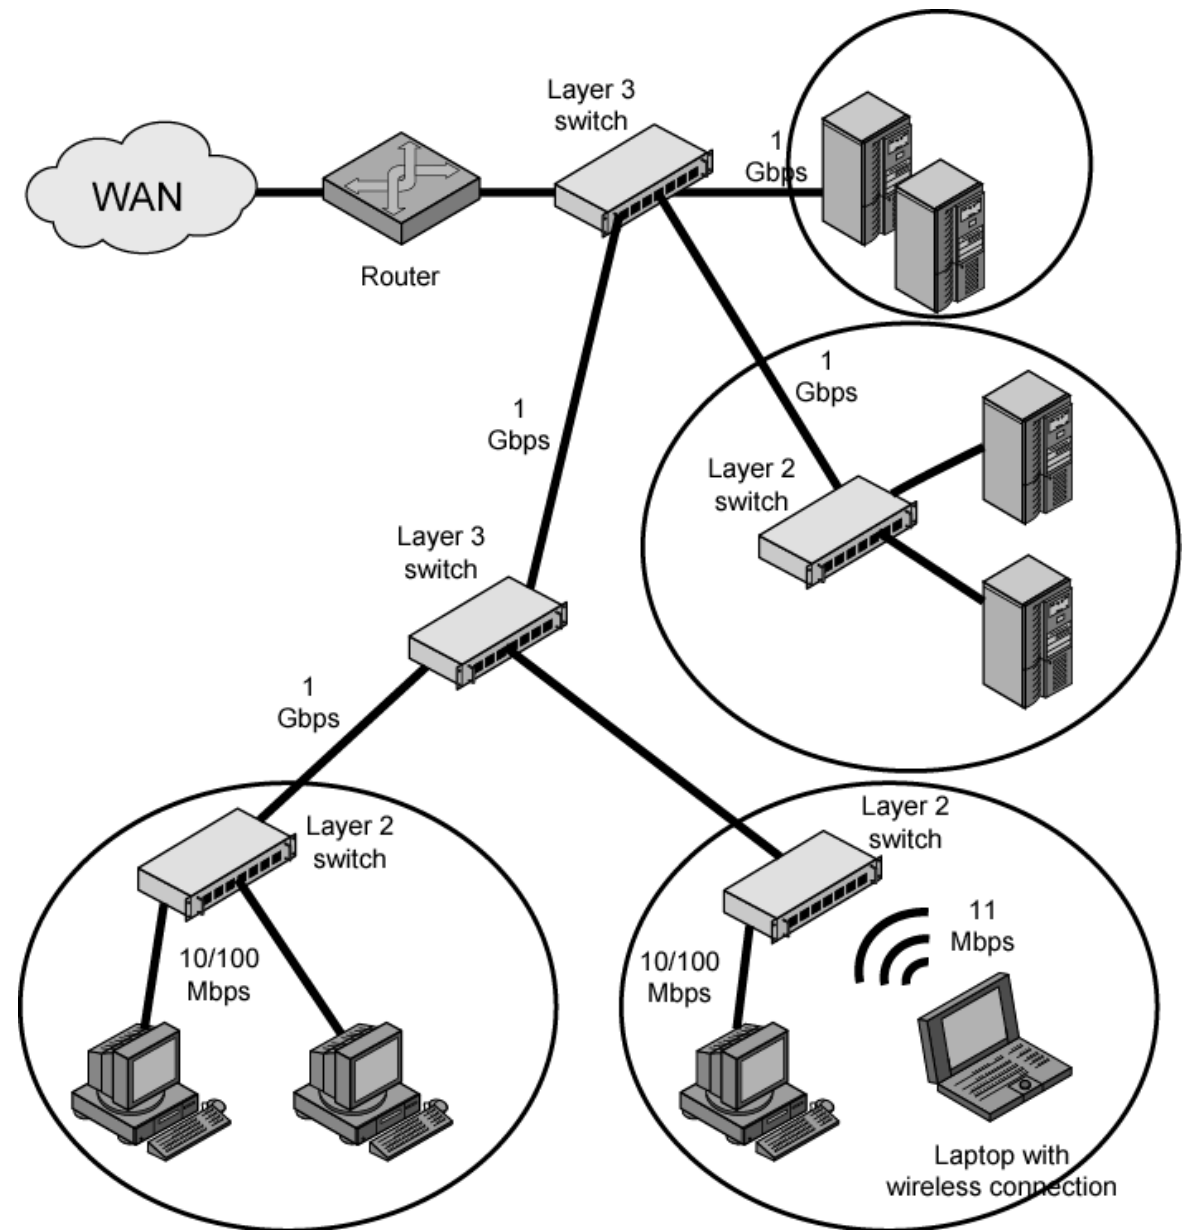 Layer 3
switch
1
Gbps
WAN
Router
1
Gbps
1
Gbps
Layer 2
switch
Layer 3
switch
1
Gbps
Layer 2
switch
Layer 2
switch
10/100
Mbps
10/100
Mbps
11
Mbps
Laptop with
wireless connection